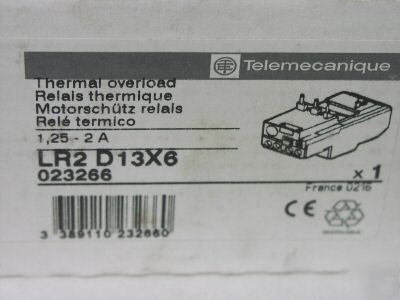 Telemecanique
Thermal overload
Relais thermique
Motorschütz relais
Relé termico
1,25 - 2 A
LR2 D13X6
023266
x 1
France 0216
CE
3 389110 232660